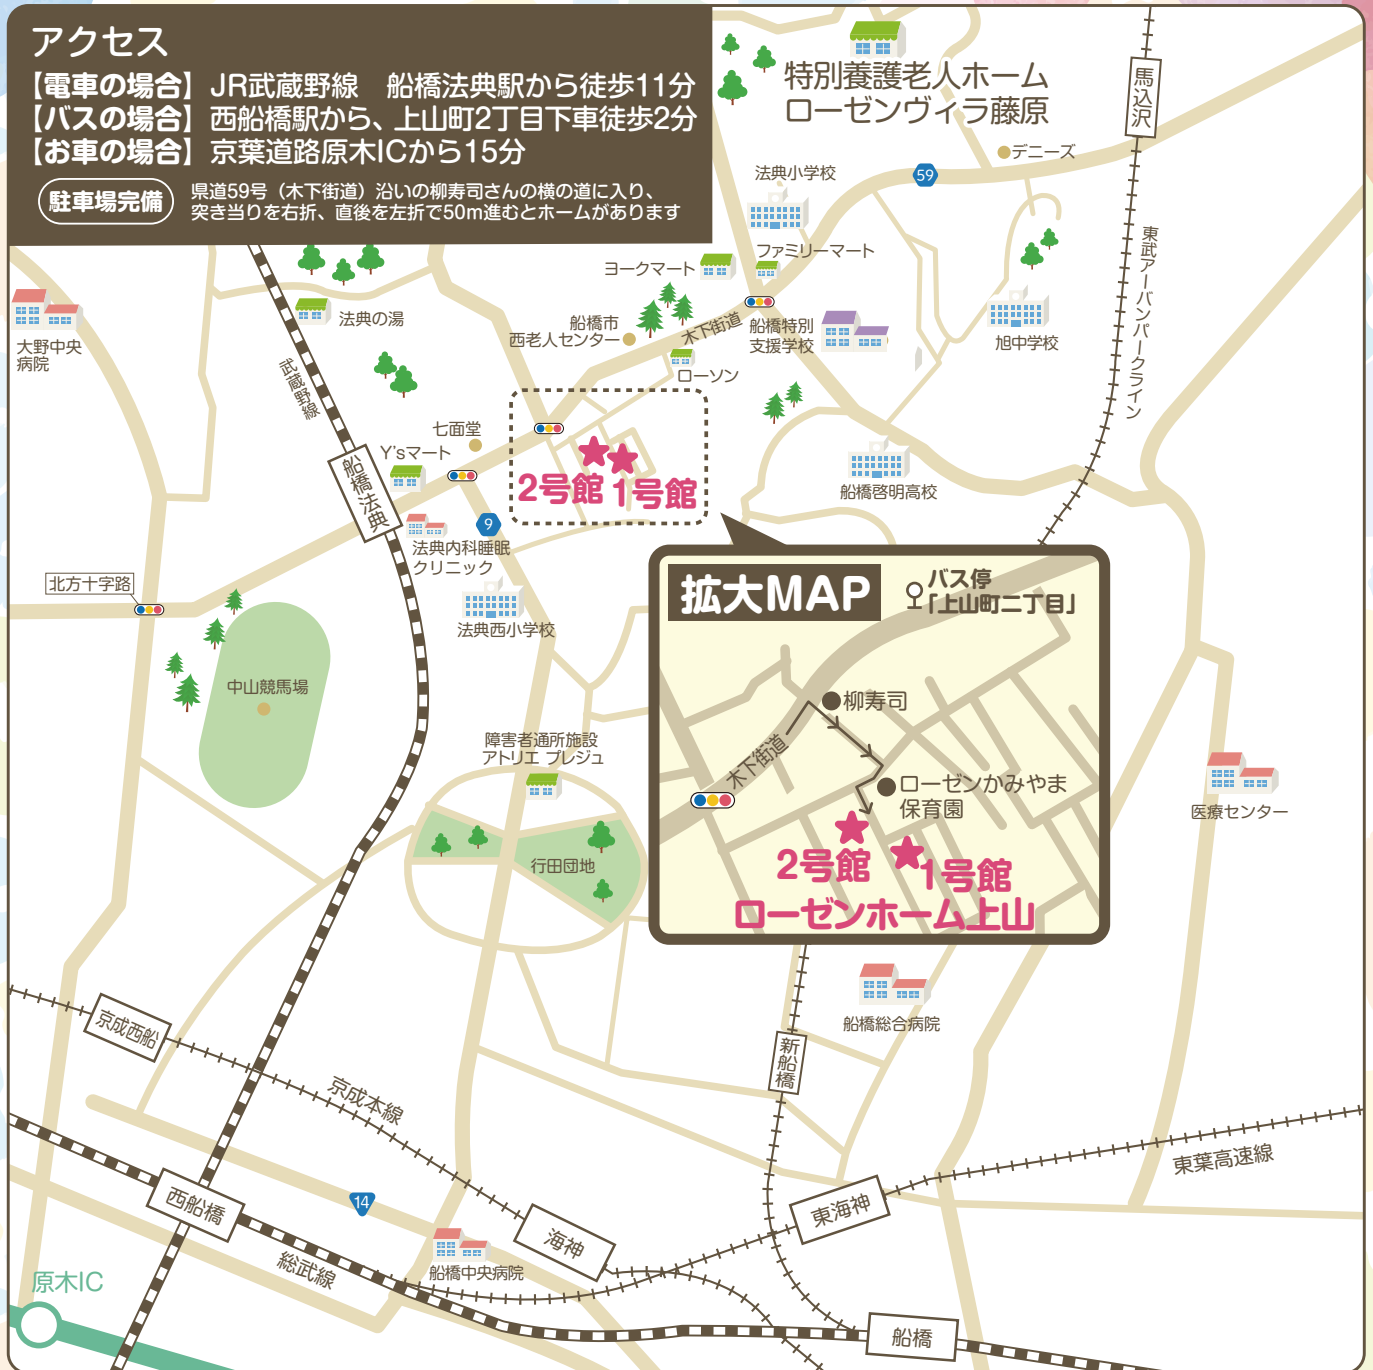 アクセス
【電車の場合】JR武蔵野線　船橋法典駅から徒歩11分
【バスの場合】西船橋駅から、上山町2丁目下車徒歩2分
【お車の場合】京葉道路原木ICから15分
駐車場完備
県道59号（木下街道）沿いの柳寿司さんの横の道に入り、
突き当りを右折、直後を左折で50m進むとホームがあります
特別養護老人ホーム
ローゼンヴィラ藤原
馬込沢
デニーズ
59
法典小学校
ファミリーマート
ヨークマート
東武アーバンパークライン
大野中央
病院
法典の湯
武蔵野線
船橋市
西老人センター
木下街道
船橋特別
支援学校
旭中学校
ローソン
七面堂
Y'sマート
船橋法典
2号館
1号館
船橋啓明高校
9
法典内科睡眠
クリニック
北方十字路
法典西小学校
中山競馬場
拡大MAP
バス停
「上山町二丁目」
柳寿司
木下街道
ローゼンかみやま
保育園
2号館
1号館
ローゼンホーム上山
障害者通所施設
アトリエ プレジュ
行田団地
医療センター
船橋総合病院
新船橋
京成西船
京成本線
東葉高速線
西船橋
14
海神
東海神
総武線
船橋中央病院
原木IC
船橋